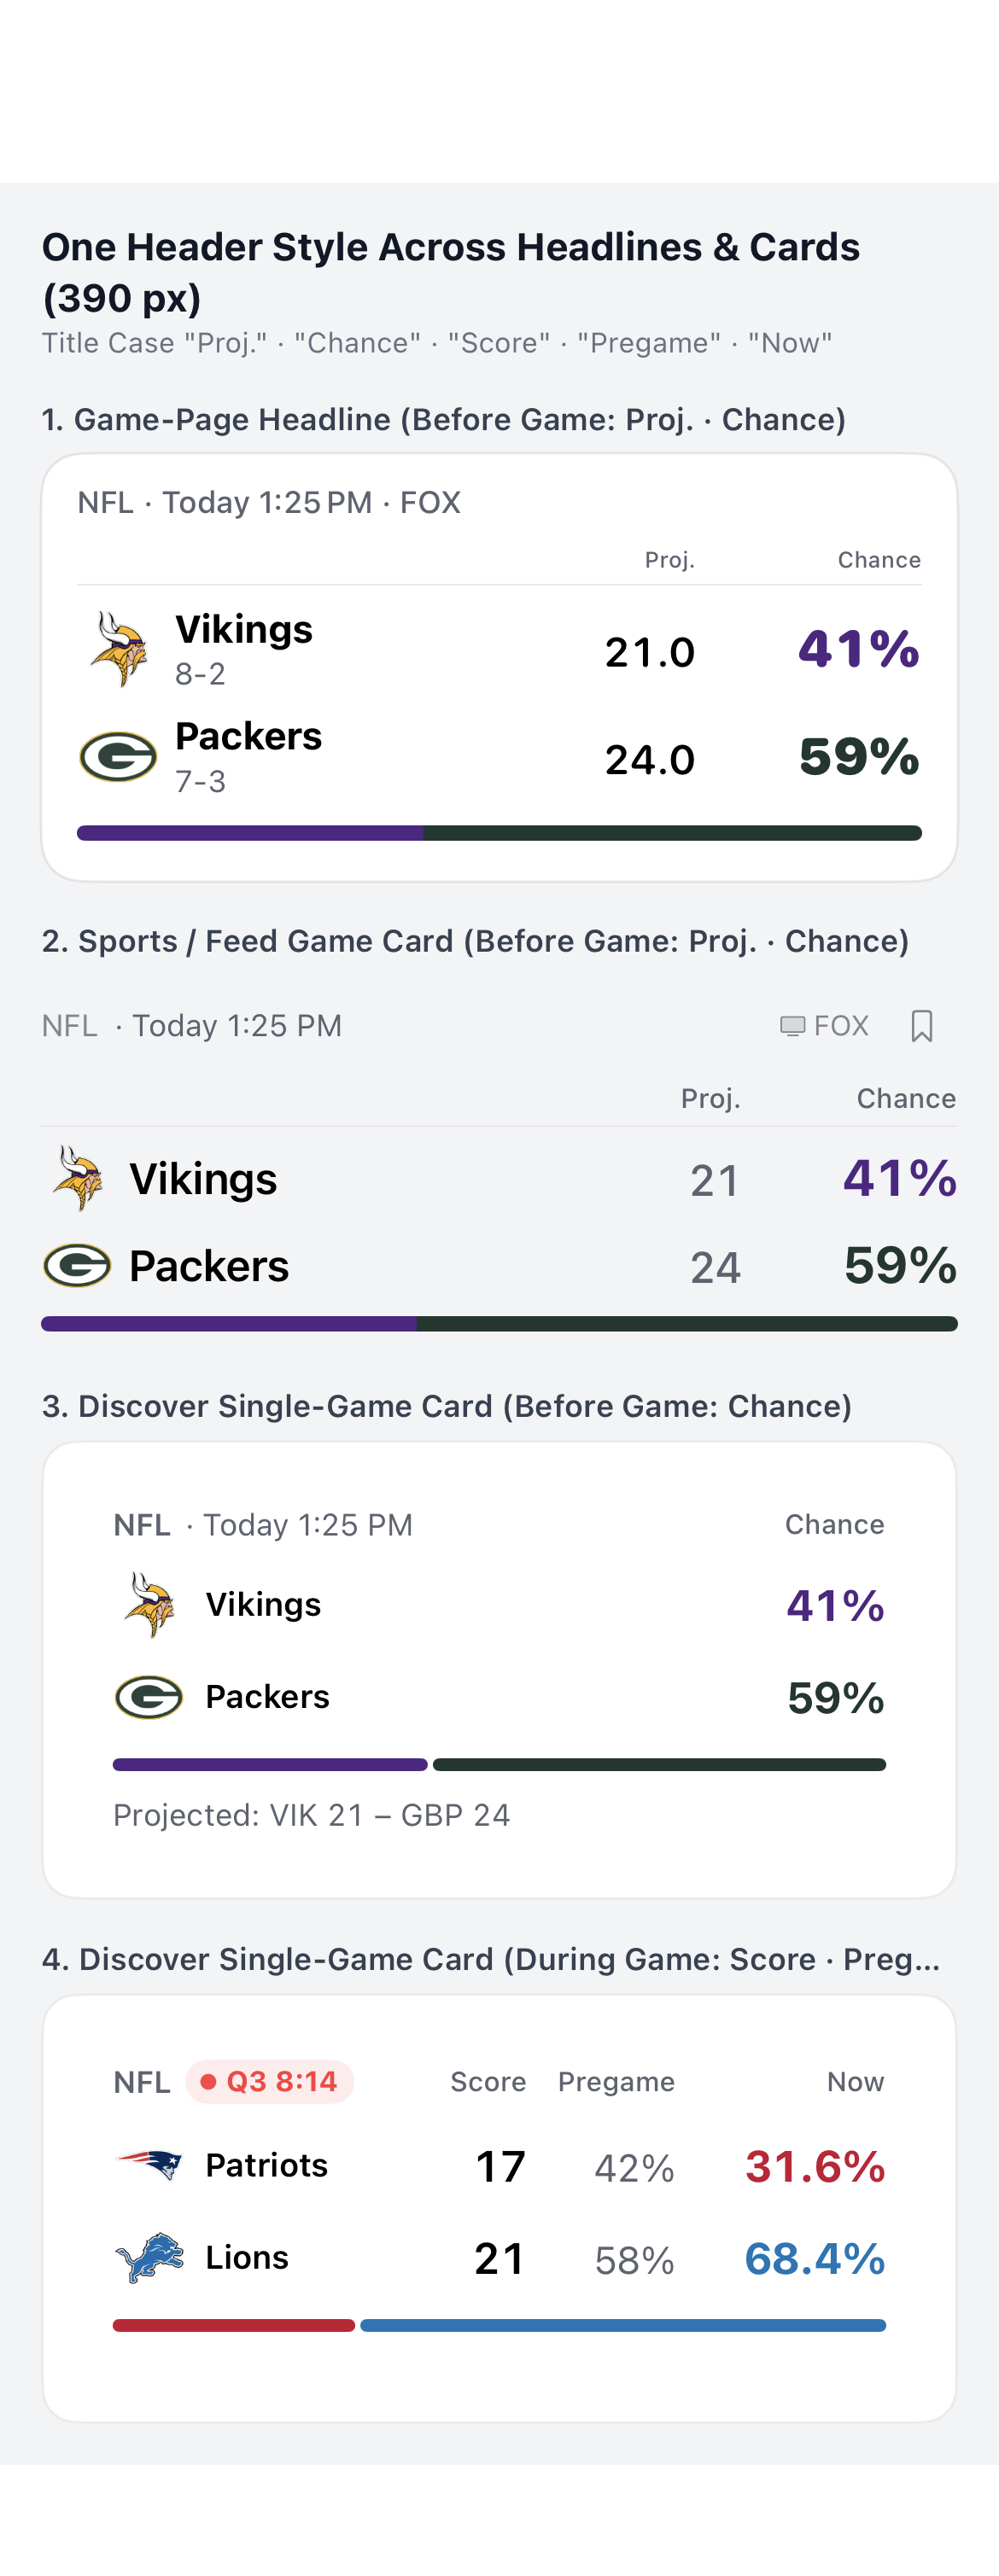 One Header Style Across Headlines & Cards
(390 px)
Title Case "Proj." · "Chance" · "Score" · "Pregame" · "Now"
1. Game-Page Headline (Before Game: Proj. · Chance)
NFL · Today 1:25 PM · FOX
Proj. Chance
Vikings 21.0 41%
8-2
Packers 24.0 59%
7-3
2. Sports / Feed Game Card (Before Game: Proj. · Chance)
NFL · Today 1:25 PM FOX
Proj. Chance
Vikings 21 41%
Packers 24 59%
3. Discover Single-Game Card (Before Game: Chance)
NFL · Today 1:25 PM Chance
Vikings 41%
Packers 59%
Projected: VIK 21 – GBP 24
4. Discover Single-Game Card (During Game: Score · Preg...
NFL Q3 8:14 Score Pregame Now
Patriots 17 42% 31.6%
Lions 21 58% 68.4%